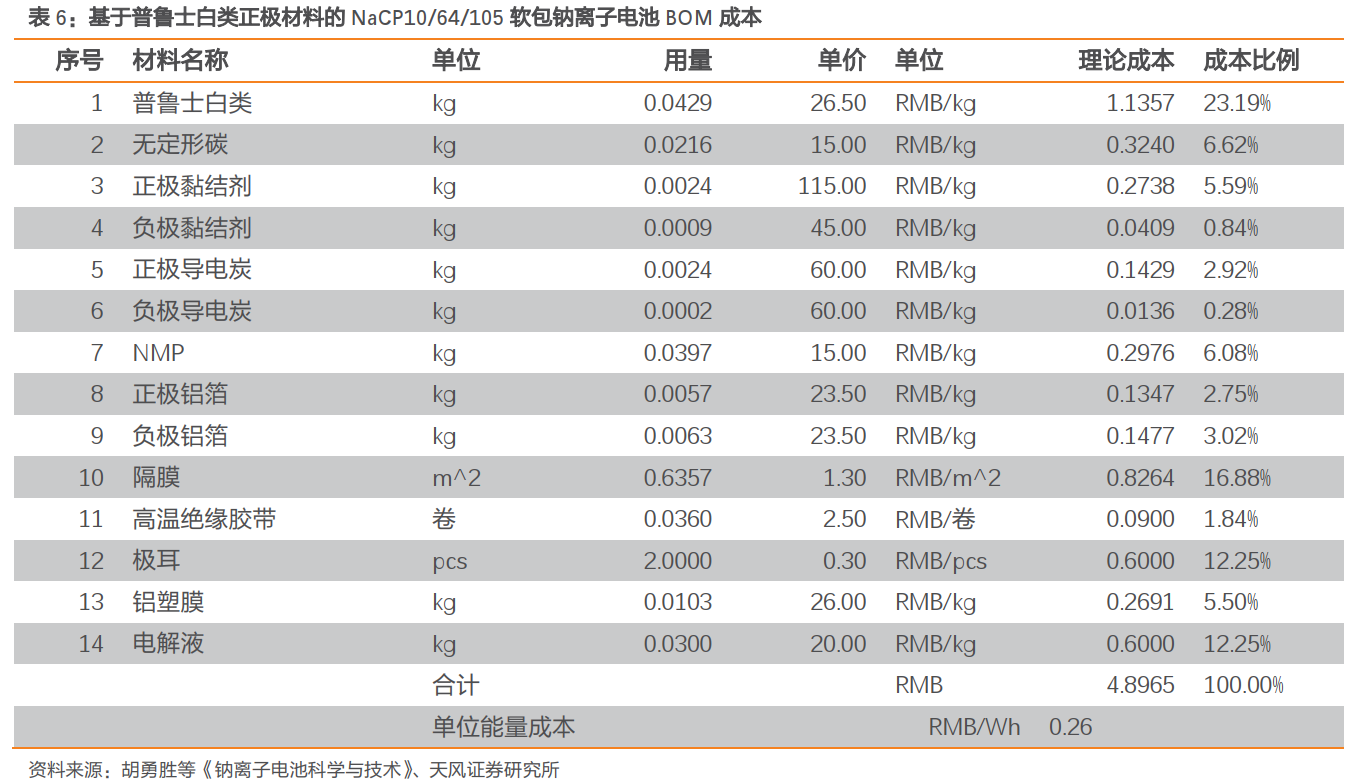 表 6：基于普鲁士白类正极材料的 NaCP10/64/105 软包钠离子电池 BOM 成本
序号 材料名称 单位 用量 单价 单位 理论成本 成本比例
1 普鲁士白类 kg 0.0429 26.50 RMB/kg 1.1357 23.19%
2 无定形碳 kg 0.0216 15.00 RMB/kg 0.3240 6.62%
3 正极黏结剂 kg 0.0024 115.00 RMB/kg 0.2738 5.59%
4 负极黏结剂 kg 0.0009 45.00 RMB/kg 0.0409 0.84%
5 正极导电炭 kg 0.0024 60.00 RMB/kg 0.1429 2.92%
6 负极导电炭 kg 0.0002 60.00 RMB/kg 0.0136 0.28%
7 NMP kg 0.0397 15.00 RMB/kg 0.2976 6.08%
8 正极铝箔 kg 0.0057 23.50 RMB/kg 0.1347 2.75%
9 负极铝箔 kg 0.0063 23.50 RMB/kg 0.1477 3.02%
10 隔膜 m^2 0.6357 1.30 RMB/m^2 0.8264 16.88%
11 高温绝缘胶带 卷 0.0360 2.50 RMB/卷 0.0900 1.84%
12 极耳 pcs 2.0000 0.30 RMB/pcs 0.6000 12.25%
13 铝塑膜 kg 0.0103 26.00 RMB/kg 0.2691 5.50%
14 电解液 kg 0.0300 20.00 RMB/kg 0.6000 12.25%
合计 RMB 4.8965 100.00%
单位能量成本 RMB/Wh 0.26
资料来源：胡勇胜等《钠离子电池科学与技术》、天风证券研究所